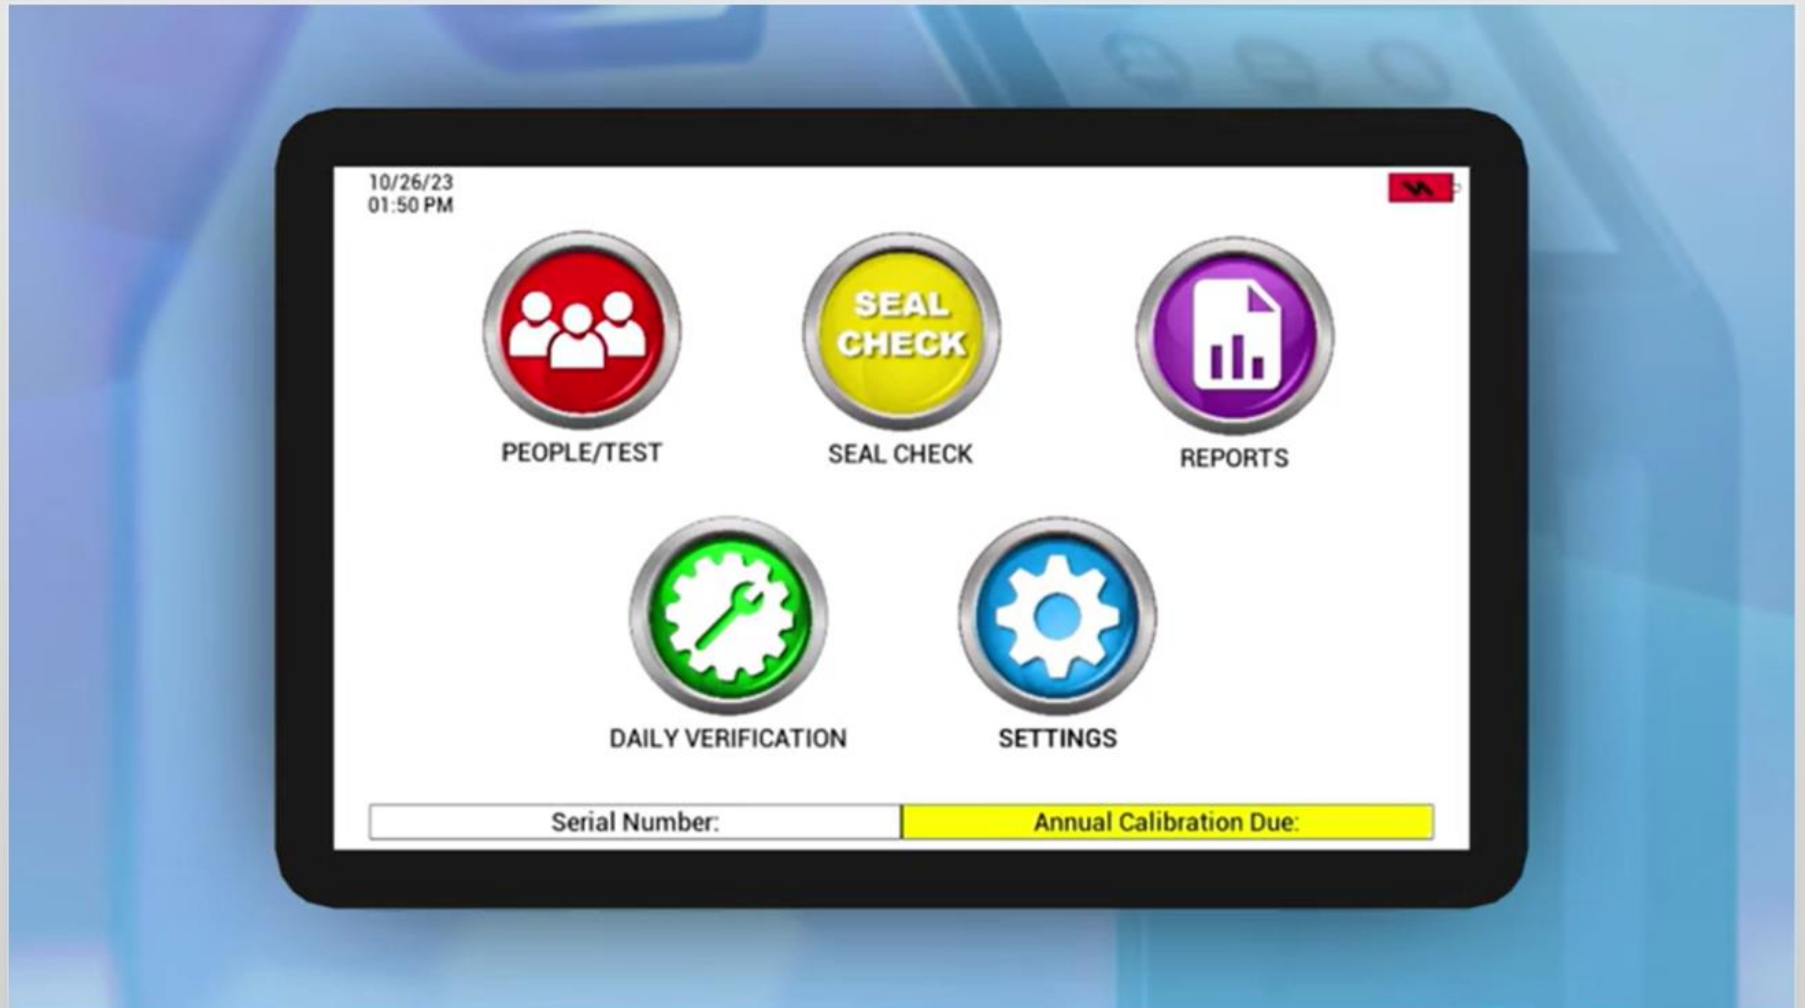 10/26/23
01:50 PM
SEAL
CHECK
PEOPLE/TEST
SEAL CHECK
REPORTS
DAILY VERIFICATION
SETTINGS
Serial Number:
Annual Calibration Due: